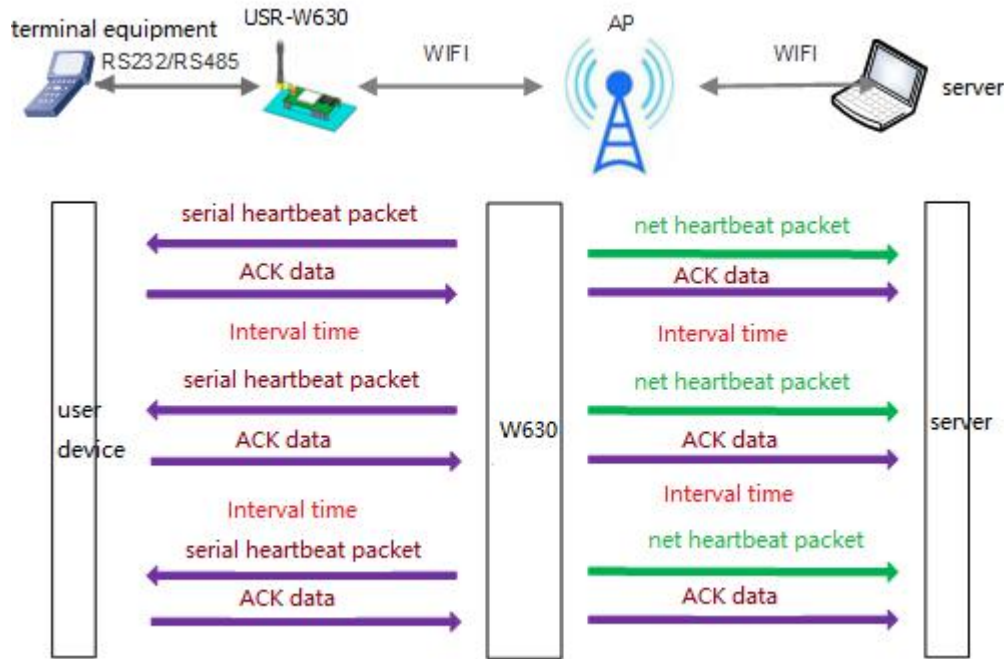 USR-W630
terminal equipment
AP
RS232/RS485
WIFI
WIFI
server
serial heartbeat packet
net heartbeat packet
ACK data
ACK data
Interval time
Interval time
serial heartbeat packet
net heartbeat packet
user
device
W630
server
ACK data
ACK data
Interval time
Interval time
serial heartbeat packet
net heartbeat packet
ACK data
ACK data